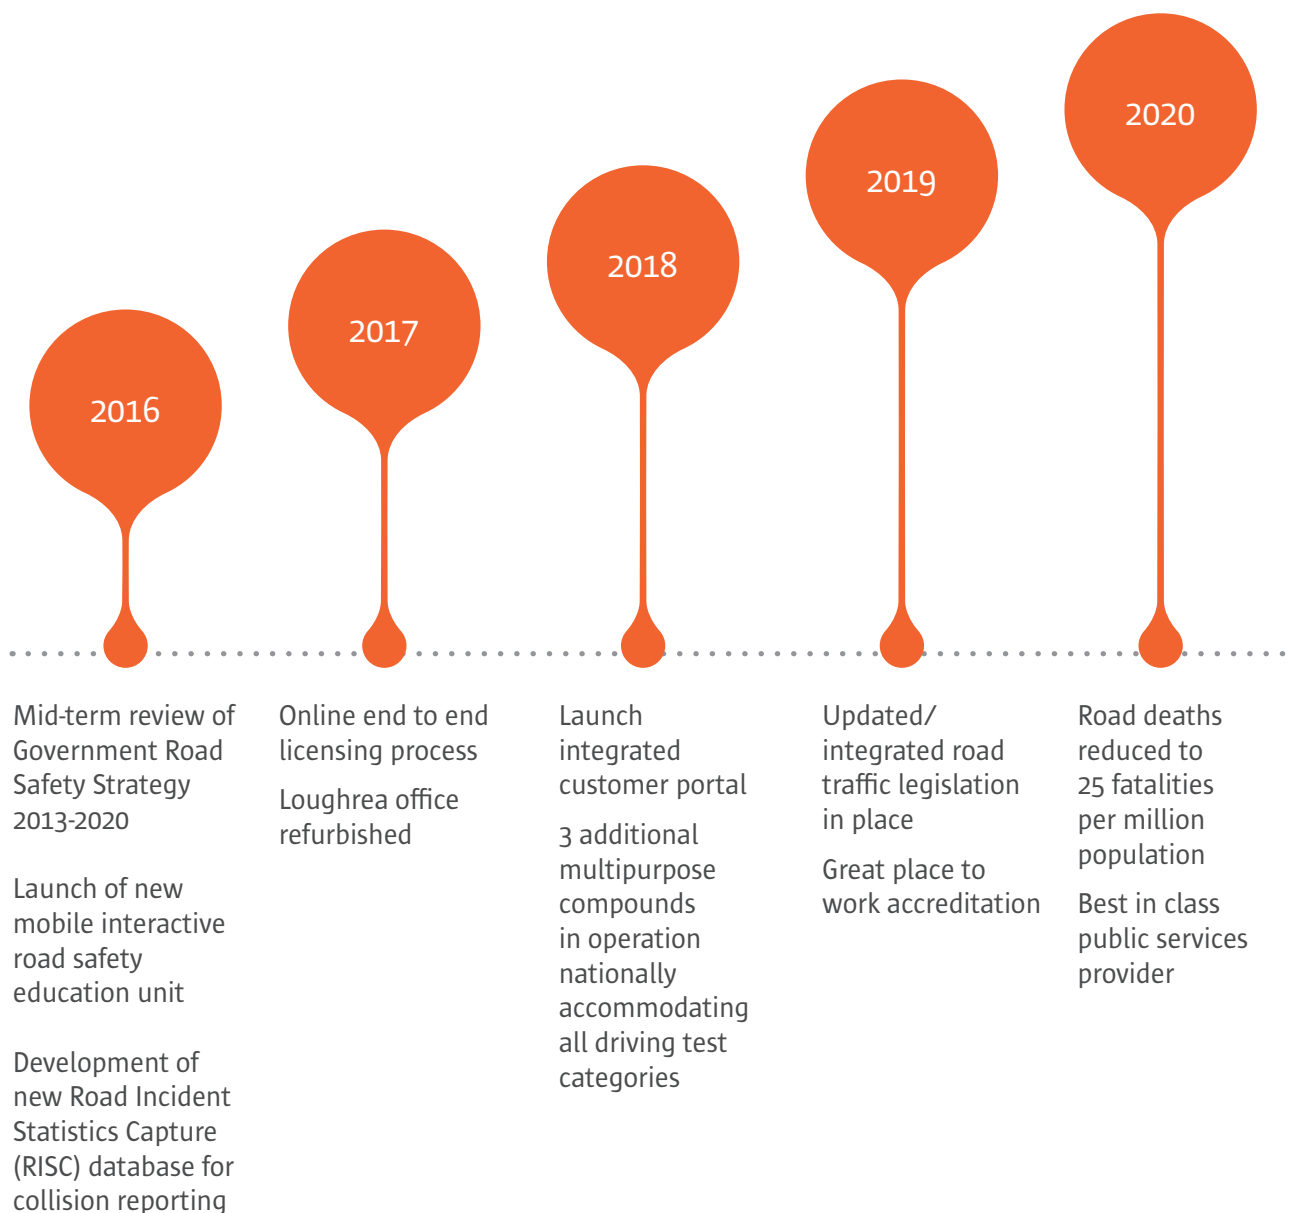 2016
2017
2018
2019
2020
Mid-term review of
Government Road
Safety Strategy
2013-2020
Launch of new
mobile interactive
road safety
education unit
Development of
new Road Incident
Statistics Capture
(RISC) database for
collision reporting
Online end to end
licensing process
Loughrea office
refurbished
Launch
integrated
customer portal
3 additional
multipurpose
compounds
in operation
nationally
accommodating
all driving test
categories
Updated/
integrated road
traffic legislation
in place
Great place to
work accreditation
Road deaths
reduced to
25 fatalities
per million
population
Best in class
public services
provider